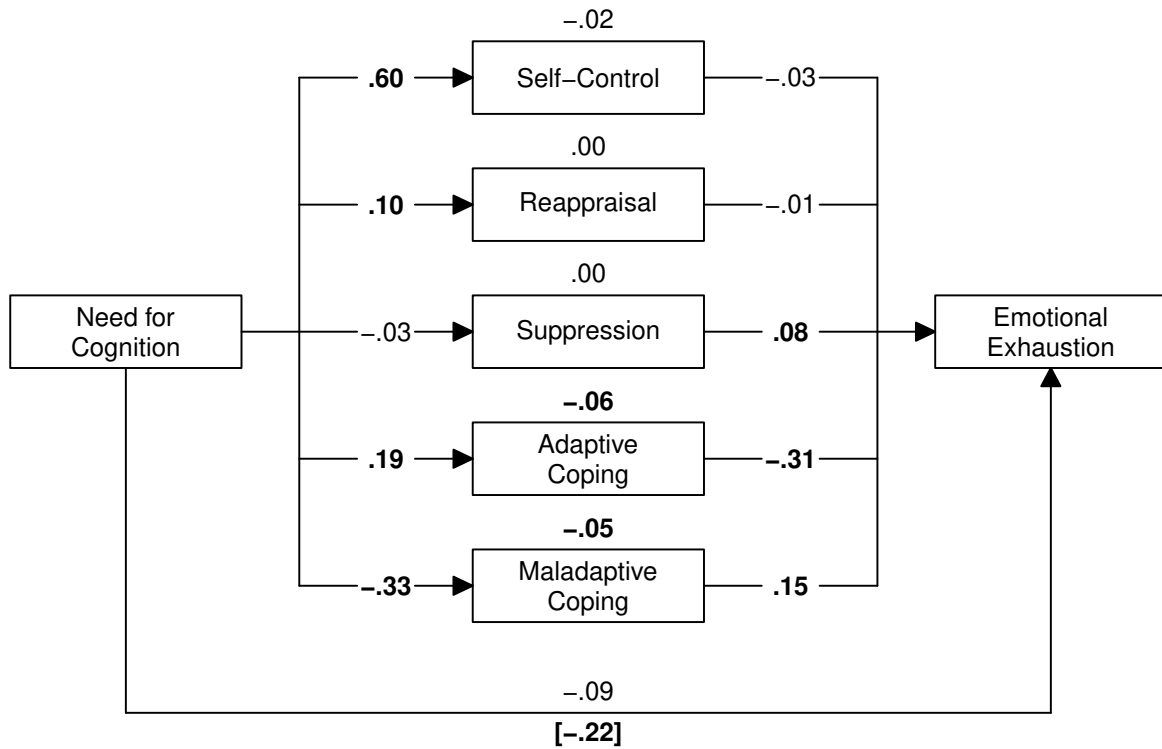 −.02
.60
Self−Control
−.03
.00
.10
Reappraisal
−.01
.00
Need for
Cognition
−.03
Suppression
.08
Emotional
Exhaustion
−.06
.19
Adaptive
Coping
−.31
−.05
−.33
Maladaptive
Coping
.15
−.09
[−.22]